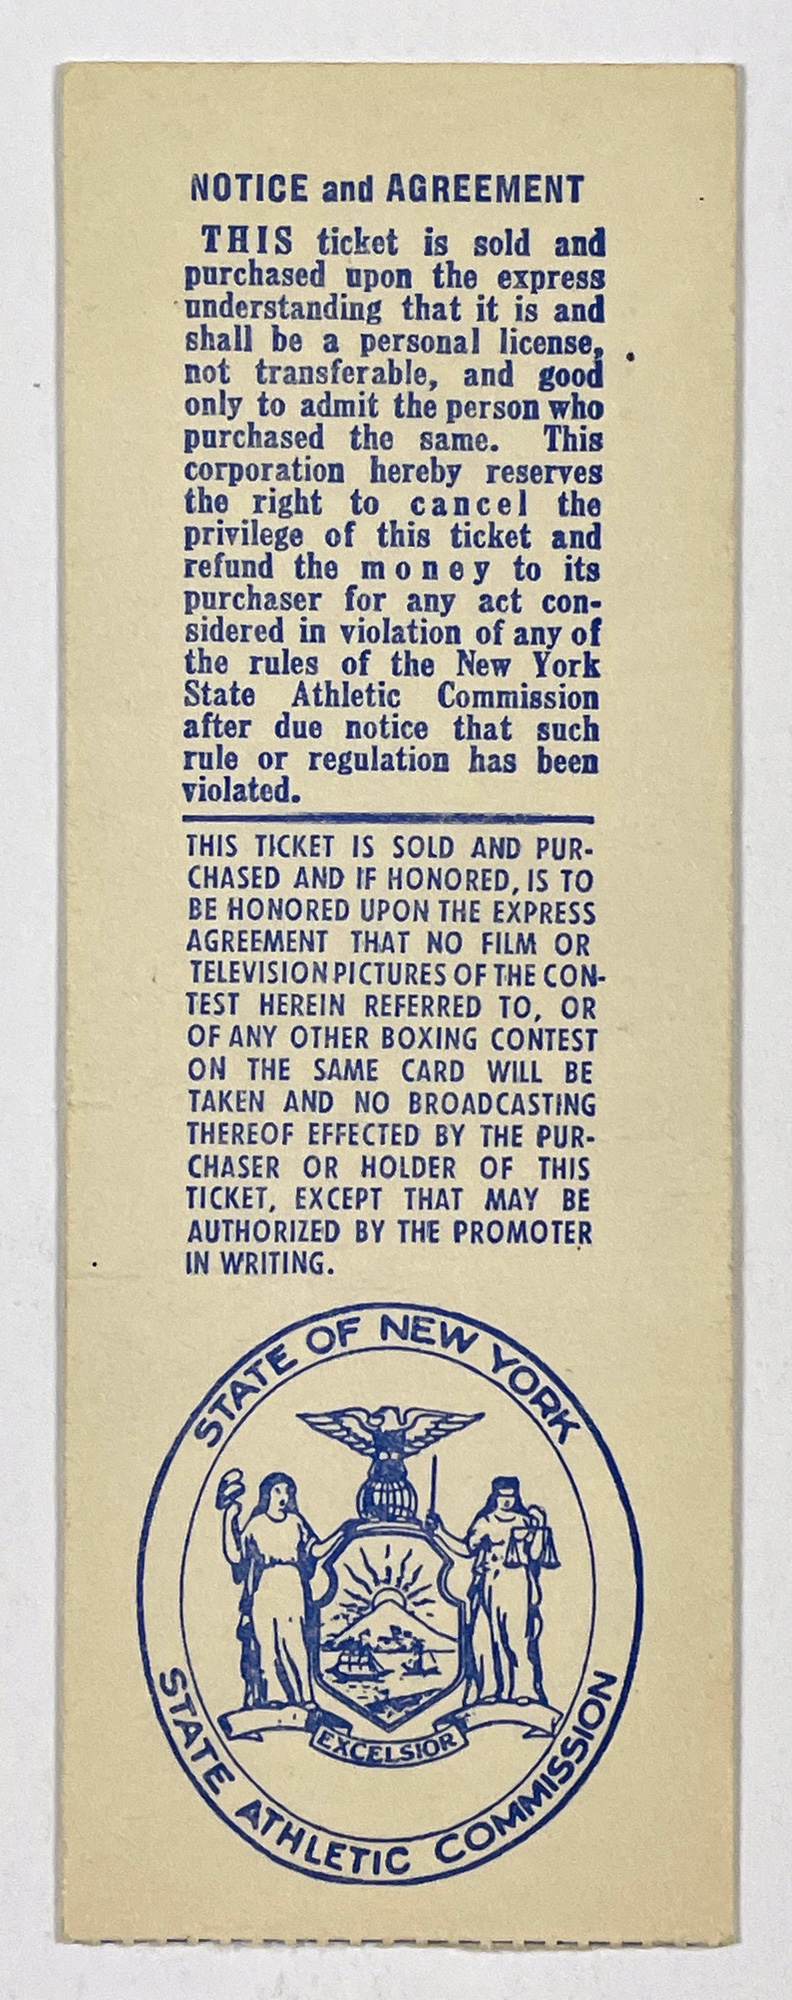 NOTICE and AGREEMENT
THIS ticket is sold and
purchased upon the express
understanding that it is and
shall be a personal license,
not transferable, and good
only to admit the person who
purchased the same. This
corporation hereby reserves
the right to cancel the
privilege of this ticket and
refund the money to its
purchaser for any act con-
sidered in violation of any of
the rules of the New York
State Athletic Commission
after due notice that such
rule or regulation has been
violated.
THIS TICKET IS SOLD AND PUR-
CHASED AND IF HONORED, IS TO
BE HONORED UPON THE EXPRESS
AGREEMENT THAT NO FILM OR
TELEVISION PICTURES OF THE CON-
TEST HEREIN REFERRED TO, OR
OF ANY OTHER BOXING CONTEST
ON THE SAME CARD WILL BE
TAKEN AND NO BROADCASTING
THEREOF EFFECTED BY THE PUR-
CHASER OR HOLDER OF THIS
TICKET, EXCEPT THAT MAY BE
AUTHORIZED BY THE PROMOTER
IN WRITING.
STATE OF NEW YORK
EXCELSIOR
STATE ATHLETIC COMMISSION